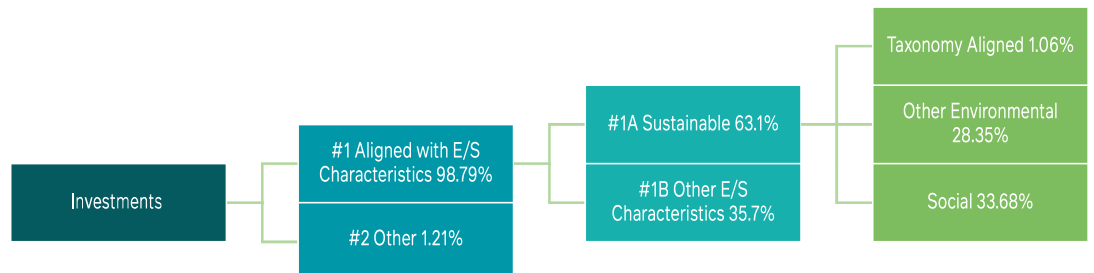 Investments
#1 Aligned with E/S
Characteristics 98.79%
#2 Other 1.21%
#1A Sustainable 63.1%
#1B Other E/S
Characteristics 35.7%
Taxonomy Aligned 1.06%
Other Environmental
28.35%
Social 33.68%